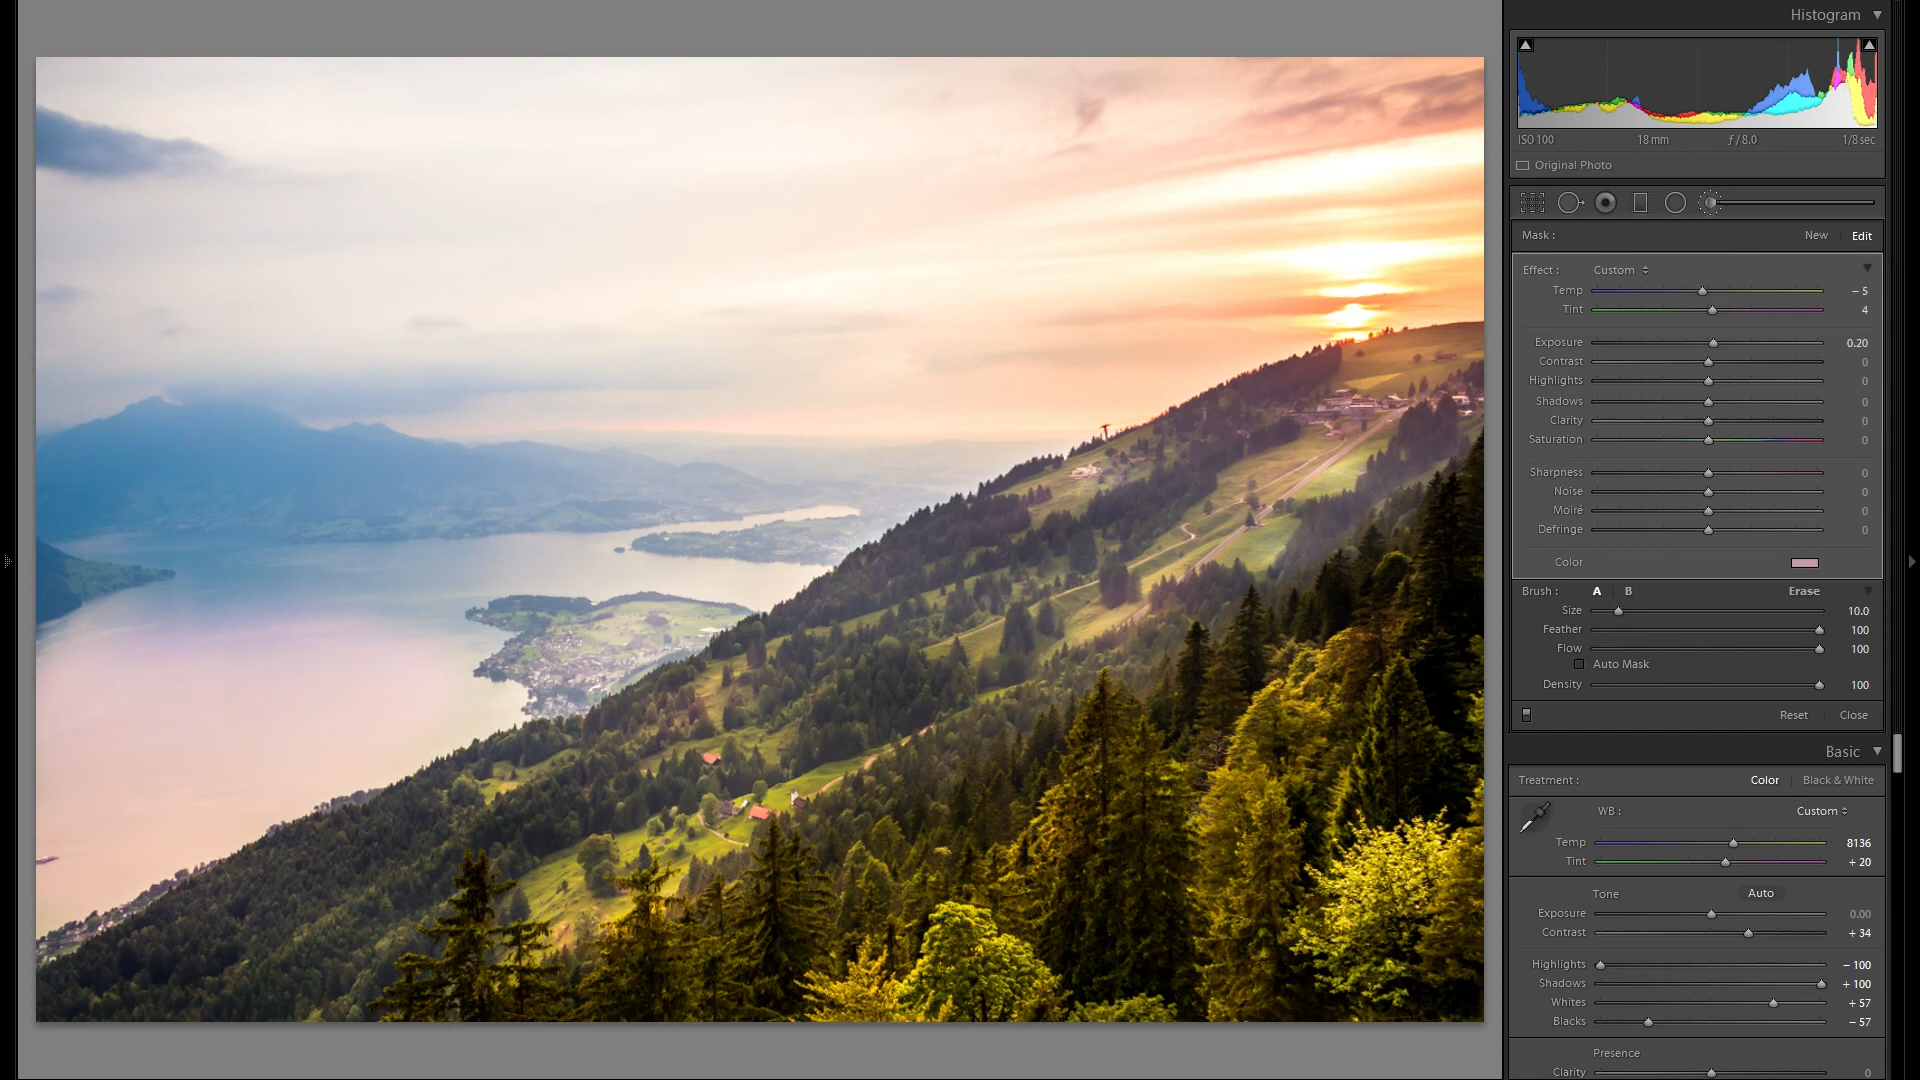 Histogram
ISO 100 18 mm ƒ / 8.0 1/8 sec
Original Photo
Mask : New Edit
Effect : Custom
Temp – 5
Tint 4
Exposure 0.20
Contrast 0
Highlights 0
Shadows 0
Clarity 0
Saturation 0
Sharpness 0
Noise 0
Moiré 0
Defringe 0
Color
Brush : A B Erase
Size 10.0
Feather 100
Flow 100
Auto Mask
Density 100
Reset Close
Basic
Treatment : Color Black & White
WB : Custom
Temp 8136
Tint + 20
Tone Auto
Exposure 0.00
Contrast + 34
Highlights – 100
Shadows + 100
Whites + 57
Blacks – 57
Presence
Clarity 0